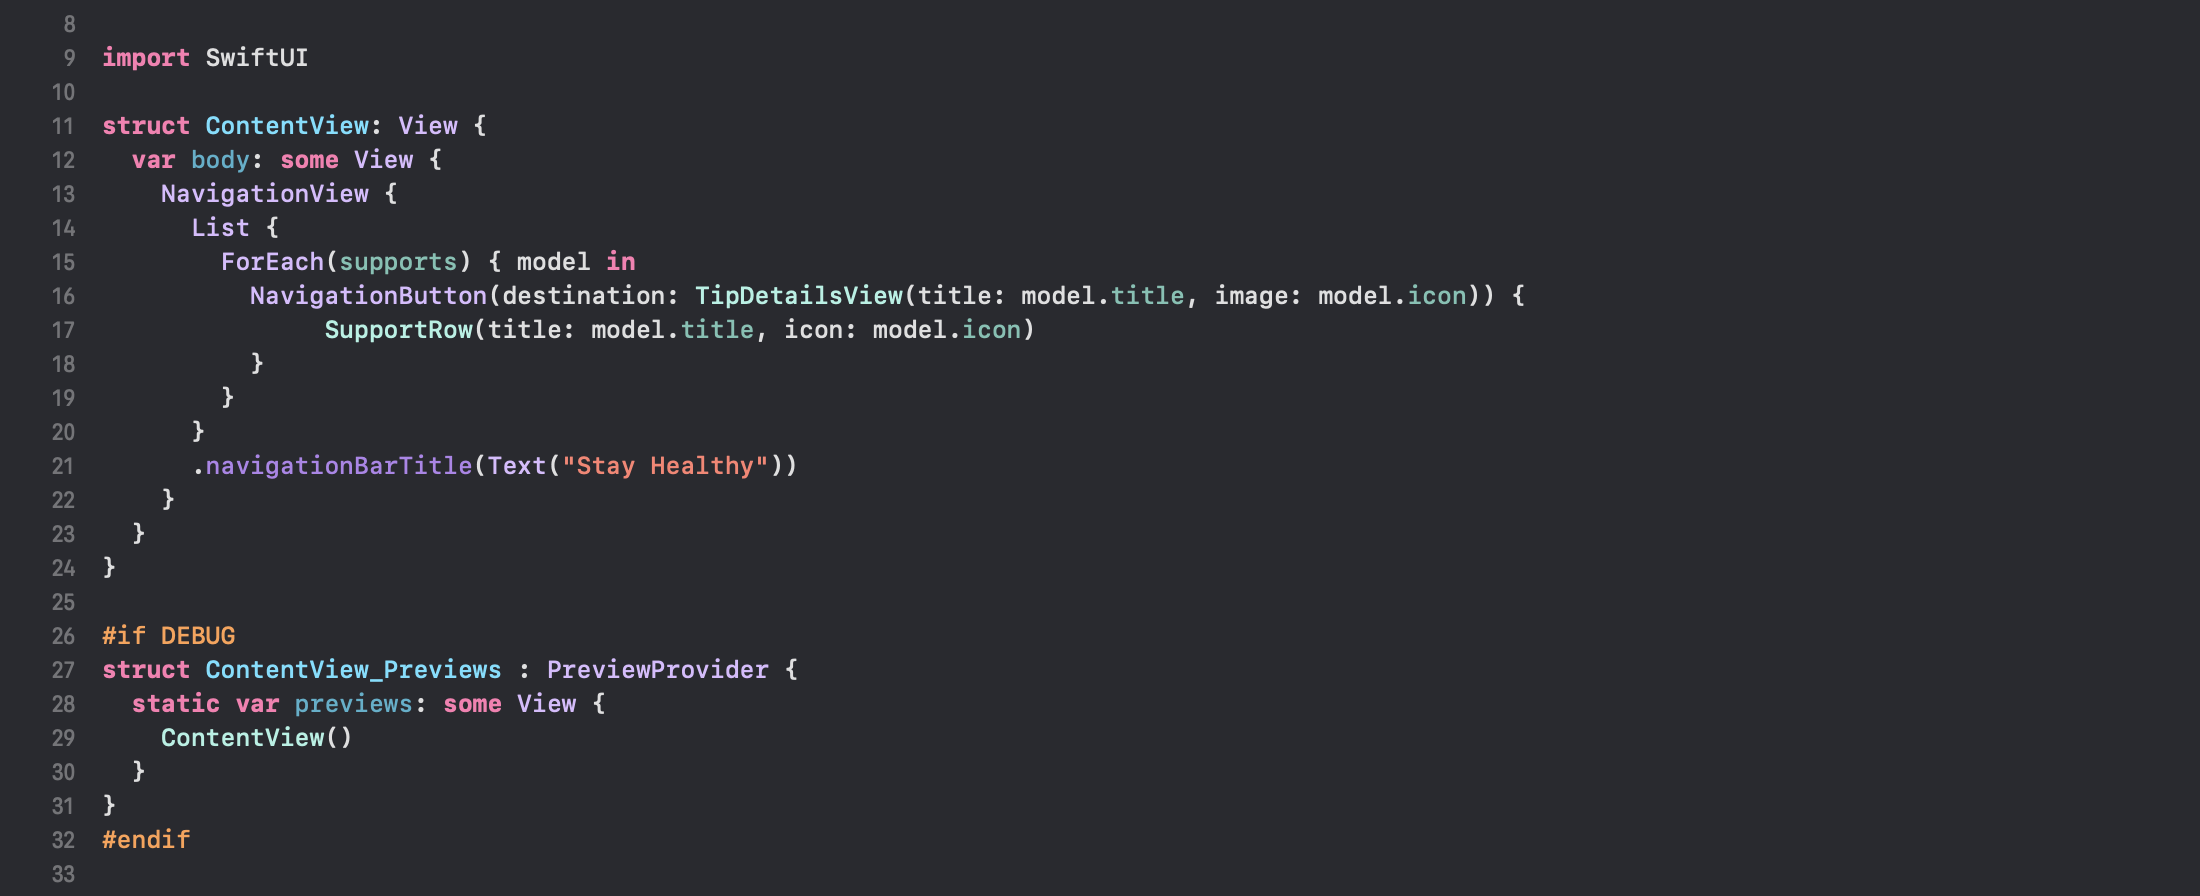 8
9 import SwiftUI
10
11 struct ContentView: View {
12   var body: some View {
13     NavigationView {
14       List {
15         ForEach(supports) { model in
16           NavigationButton(destination: TipDetailsView(title: model.title, image: model.icon)) {
17                SupportRow(title: model.title, icon: model.icon)
18           }
19         }
20       }
21       .navigationBarTitle(Text("Stay Healthy"))
22     }
23   }
24 }
25
26 #if DEBUG
27 struct ContentView_Previews : PreviewProvider {
28   static var previews: some View {
29     ContentView()
30   }
31 }
32 #endif
33